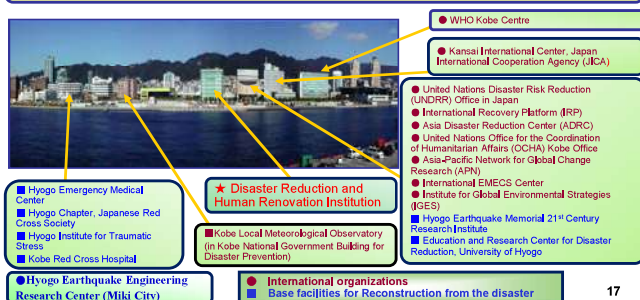 ● WHO Kobe Centre
● Kansai International Center, Japan
International Cooperation Agency (JICA)
● United Nations Disaster Risk Reduction
(UNDRR) Office in Japan
● International Recovery Platform (IRP)
● Asia Disaster Reduction Center (ADRC)
● United Nations Office for the Coordination
of Humanitarian Affairs (OCHA) Kobe Office
● Asia-Pacific Network for Global Change
Research (APN)
● International EMECS Center
● Institute for Global Environmental Strategies
(IGES)
■ Hyogo Earthquake Memorial 21st Century
Research Institute
■ Education and Research Center for Disaster
Reduction, University of Hyogo
★ Disaster Reduction and
Human Renovation Institution
■ Hyogo Emergency Medical
Center
■ Hyogo Chapter, Japanese Red
Cross Society
■ Hyogo Institute for Traumatic
Stress
■ Kobe Red Cross Hospital
■Kobe Local Meteorological Observatory
(in Kobe National Government Building for
Disaster Prevention)
●Hyogo Earthquake Engineering
Research Center (Miki City)
● International organizations
■ Base facilities for Reconstruction from the disaster
17